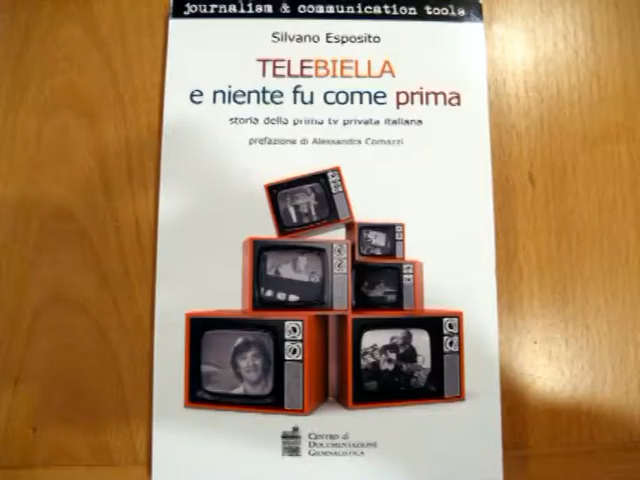 journalism & communication tools
Silvano Esposito
TELEBIELLA
e niente fu come prima
storia della prima tv privata italiana
prefazione di Alessandra Comazzi
CENTRO di
DOCUMENTAZIONE
GIORNALISTICA